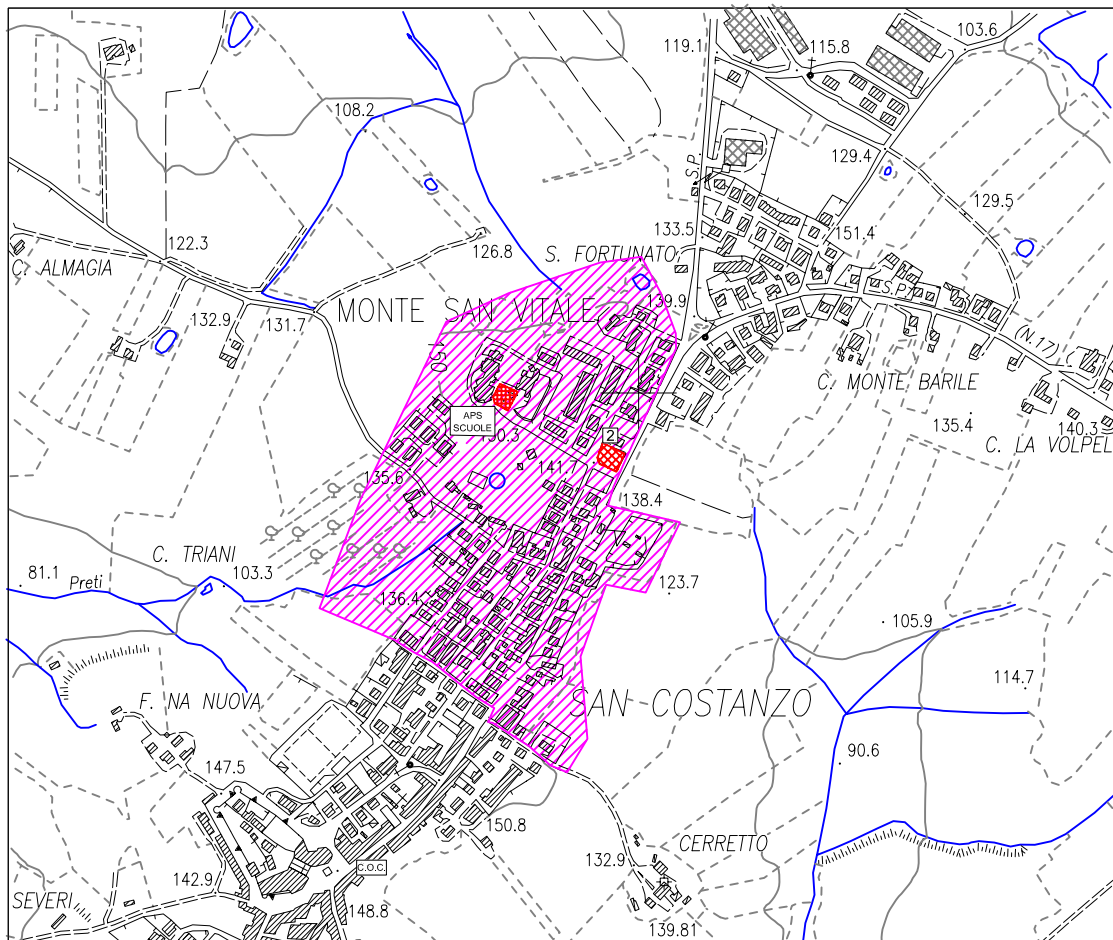 103.6
119.1
115.8
108.2
129.4
S.P.
129.5
122.3
126.8
133.5
151.4
S. FORTUNATO
C. ALMAGIA
139.9
S.P.
MONTE SAN VITALE
132.9
131.7
(N.17)
150
C. MONTE BARILE
APS
SCUOLE
135.4
140.3
2
C. LA VOLPEL
141.7
135.6
138.4
C. TRIANI
81.1
Preti
103.3
123.7
136.4
105.9
114.7
F. NA NUOVA
SAN COSTANZO
90.6
147.5
150.8
CERRETTO
132.9
C.O.C.
142.9
SEVERI
148.8
139.81